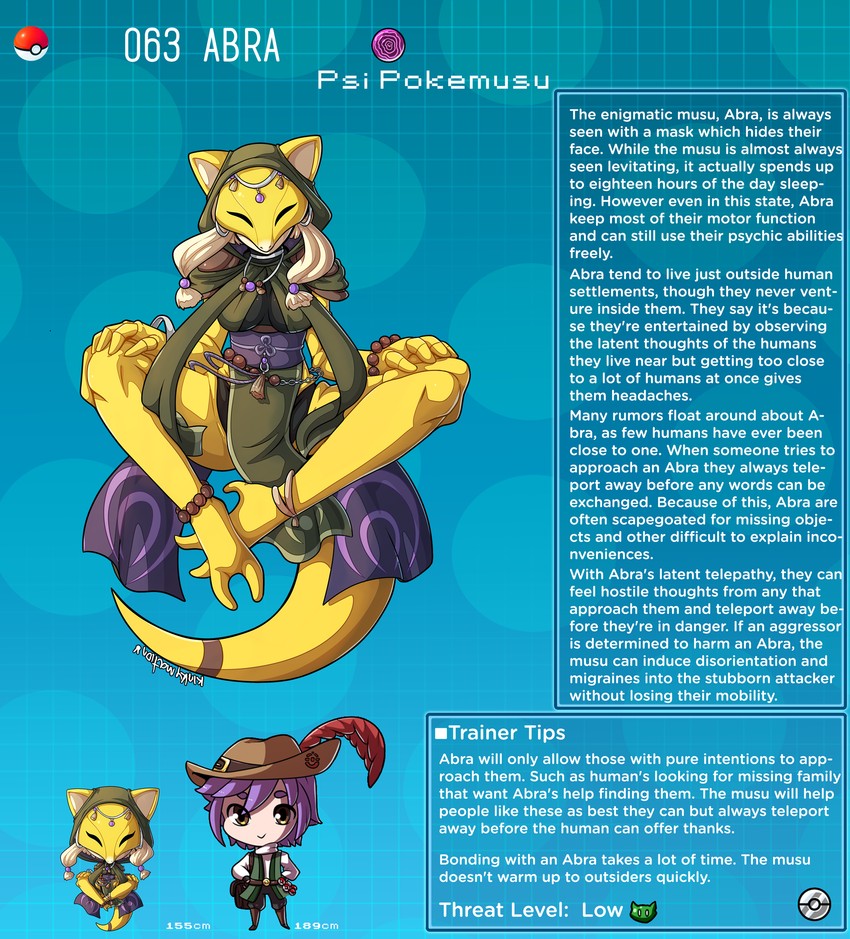 063 ABRA
Psi Pokemusu
The enigmatic musu, Abra, is always
seen with a mask which hides their
face. While the musu is almost always
seen levitating, it actually spends up
to eighteen hours of the day sleep-
ing. However even in this state, Abra
keep most of their motor function
and can still use their psychic abilities
freely.
Abra tend to live just outside human
settlements, though they never vent-
ure inside them. They say it's becau-
se they're entertained by observing
the latent thoughts of the humans
they live near but getting too close
to a lot of humans at once gives
them headaches.
Many rumors float around about A-
bra, as few humans have ever been
close to one. When someone tries to
approach an Abra they always tele-
port away before any words can be
exchanged. Because of this, Abra are
often scapegoated for missing obje-
cts and other difficult to explain inco-
nveniences.
With Abra's latent telepathy, they can
feel hostile thoughts from any that
approach them and teleport away be-
fore they're in danger. If an aggressor
is determined to harm an Abra, the
musu can induce disorientation and
migraines into the stubborn attacker
without losing their mobility.
kinkymation
■Trainer Tips
Abra will only allow those with pure intentions to app-
roach them. Such as human's looking for missing family
that want Abra's help finding them. The musu will help
people like these as best they can but always teleport
away before the human can offer thanks.
Bonding with an Abra takes a lot of time. The musu
doesn't warm up to outsiders quickly.
Threat Level: Low
155cm
189cm